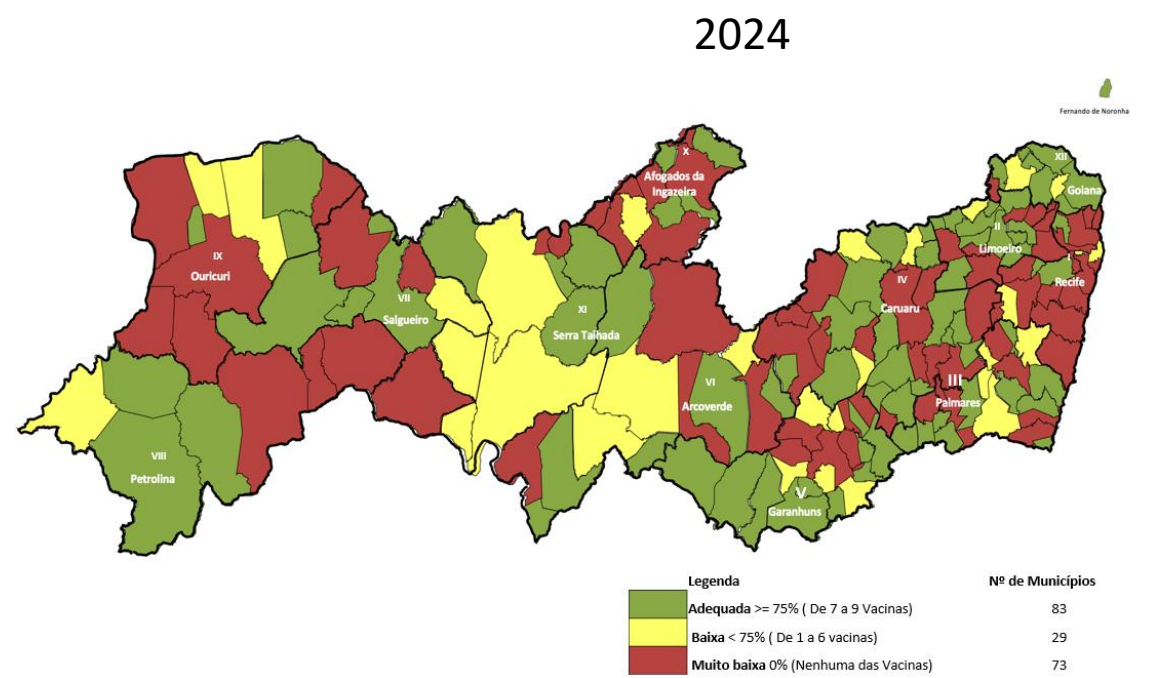 2024
Fernando de Noronha
XII
Goiana
X
Afogados da
Ingazeira
II
Limoeiro
I
Recife
IX
Ouricuri
IV
Caruaru
VII
Salgueiro
XI
Serra Talhada
VI
Arcoverde
III
Palmares
VIII
Petrolina
V
Garanhuns
Legenda Nº de Municípios
Adequada >= 75% ( De 7 a 9 Vacinas) 83
Baixa < 75% ( De 1 a 6 vacinas) 29
Muito baixa 0% (Nenhuma das Vacinas) 73